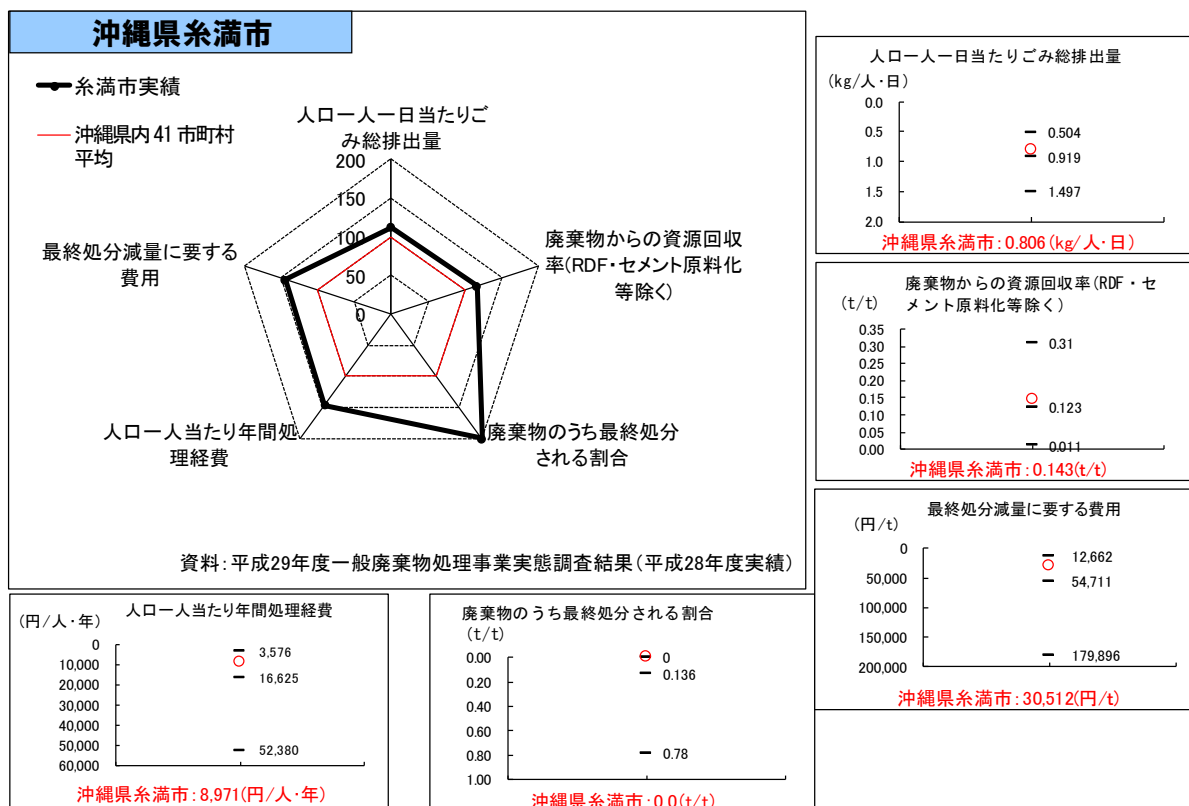 沖縄県糸満市
糸満市実績
沖縄県内 41 市町村
平均
人口一人一日当たりご
み総排出量
200
150
100
50
0
廃棄物からの資源回収
率(RDF・セメント原料化
等除く)
廃棄物のうち最終処分
される割合
人口一人当たり年間処
理経費
最終処分減量に要する
費用
資料：平成29年度一般廃棄物処理事業実態調査結果（平成28年度実績）
人口一人一日当たりごみ総排出量
(kg/人・日)
0.0
0.5
1.0
1.5
2.0
0.504
0.919
1.497
沖縄県糸満市：0.806（kg/人・日）
廃棄物からの資源回収率(RDF・セ
メント原料化等除く)
(t/t)
0.35
0.30
0.25
0.20
0.15
0.10
0.05
0.00
0.31
0.123
0.011
沖縄県糸満市：0.143(t/t)
最終処分減量に要する費用
(円/t)
0
50,000
100,000
150,000
200,000
12,662
54,711
179,896
沖縄県糸満市：30,512(円/t)
人口一人当たり年間処理経費
(円/人・年)
0
10,000
20,000
30,000
40,000
50,000
60,000
3,576
16,625
52,380
沖縄県糸満市：8,971(円/人・年)
廃棄物のうち最終処分される割合
(t/t)
0.00
0.20
0.40
0.60
0.80
1.00
0
0.136
0.78
沖縄県糸満市：0.0(t/t)